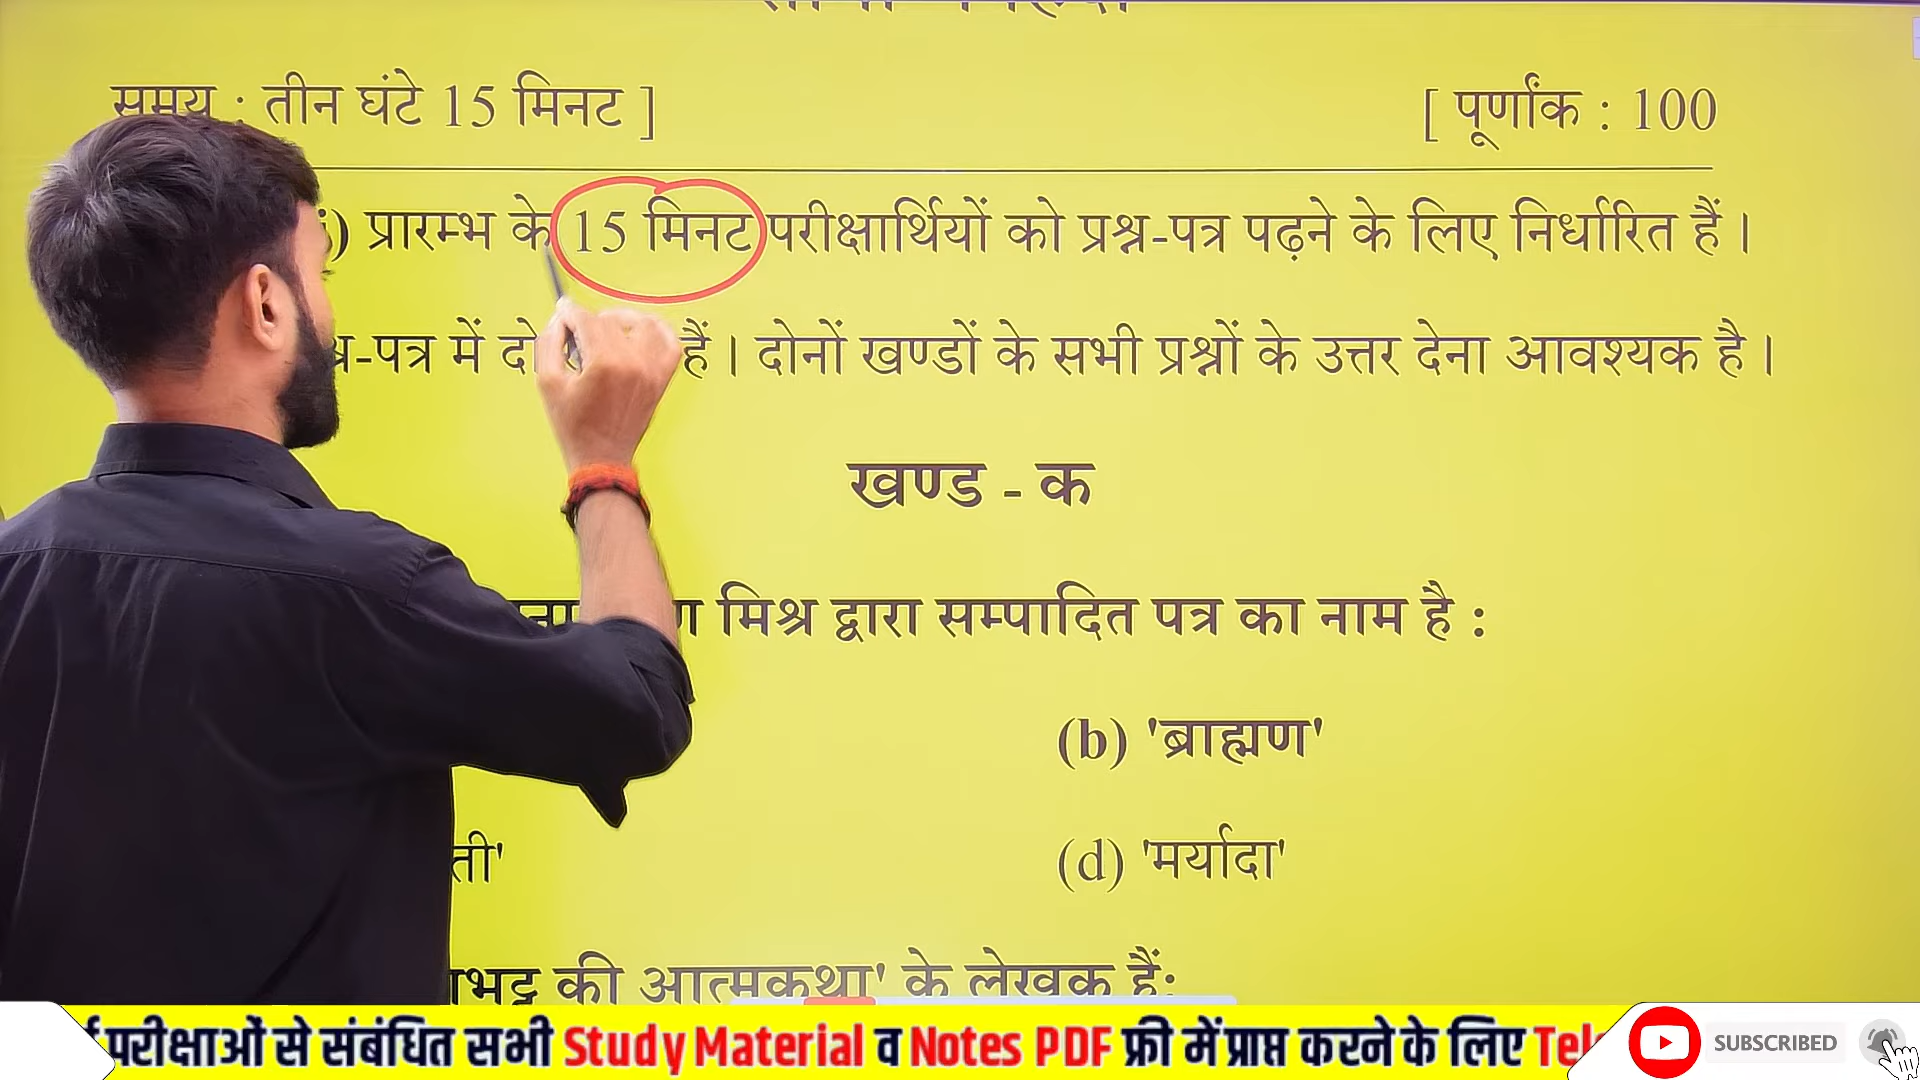 समय : तीन घंटे 15 मिनट ]
[ पूर्णांक : 100
) प्रारम्भ के 15 मिनट परीक्षार्थियों को प्रश्न-पत्र पढ़ने के लिए निर्धारित हैं ।
-पत्र में दो हैं । दोनों खण्डों के सभी प्रश्नों के उत्तर देना आवश्यक है ।
खण्ड - क
मिश्र द्वारा सम्पादित पत्र का नाम है :
(b) 'ब्राह्मण'
ती'
(d) 'मर्यादा'
की आत्मकथा' के लेखक हैं:
परीक्षाओं से संबंधित सभी Study Material व Notes PDF फ्री में प्राप्त करने के लिए
SUBSCRIBED